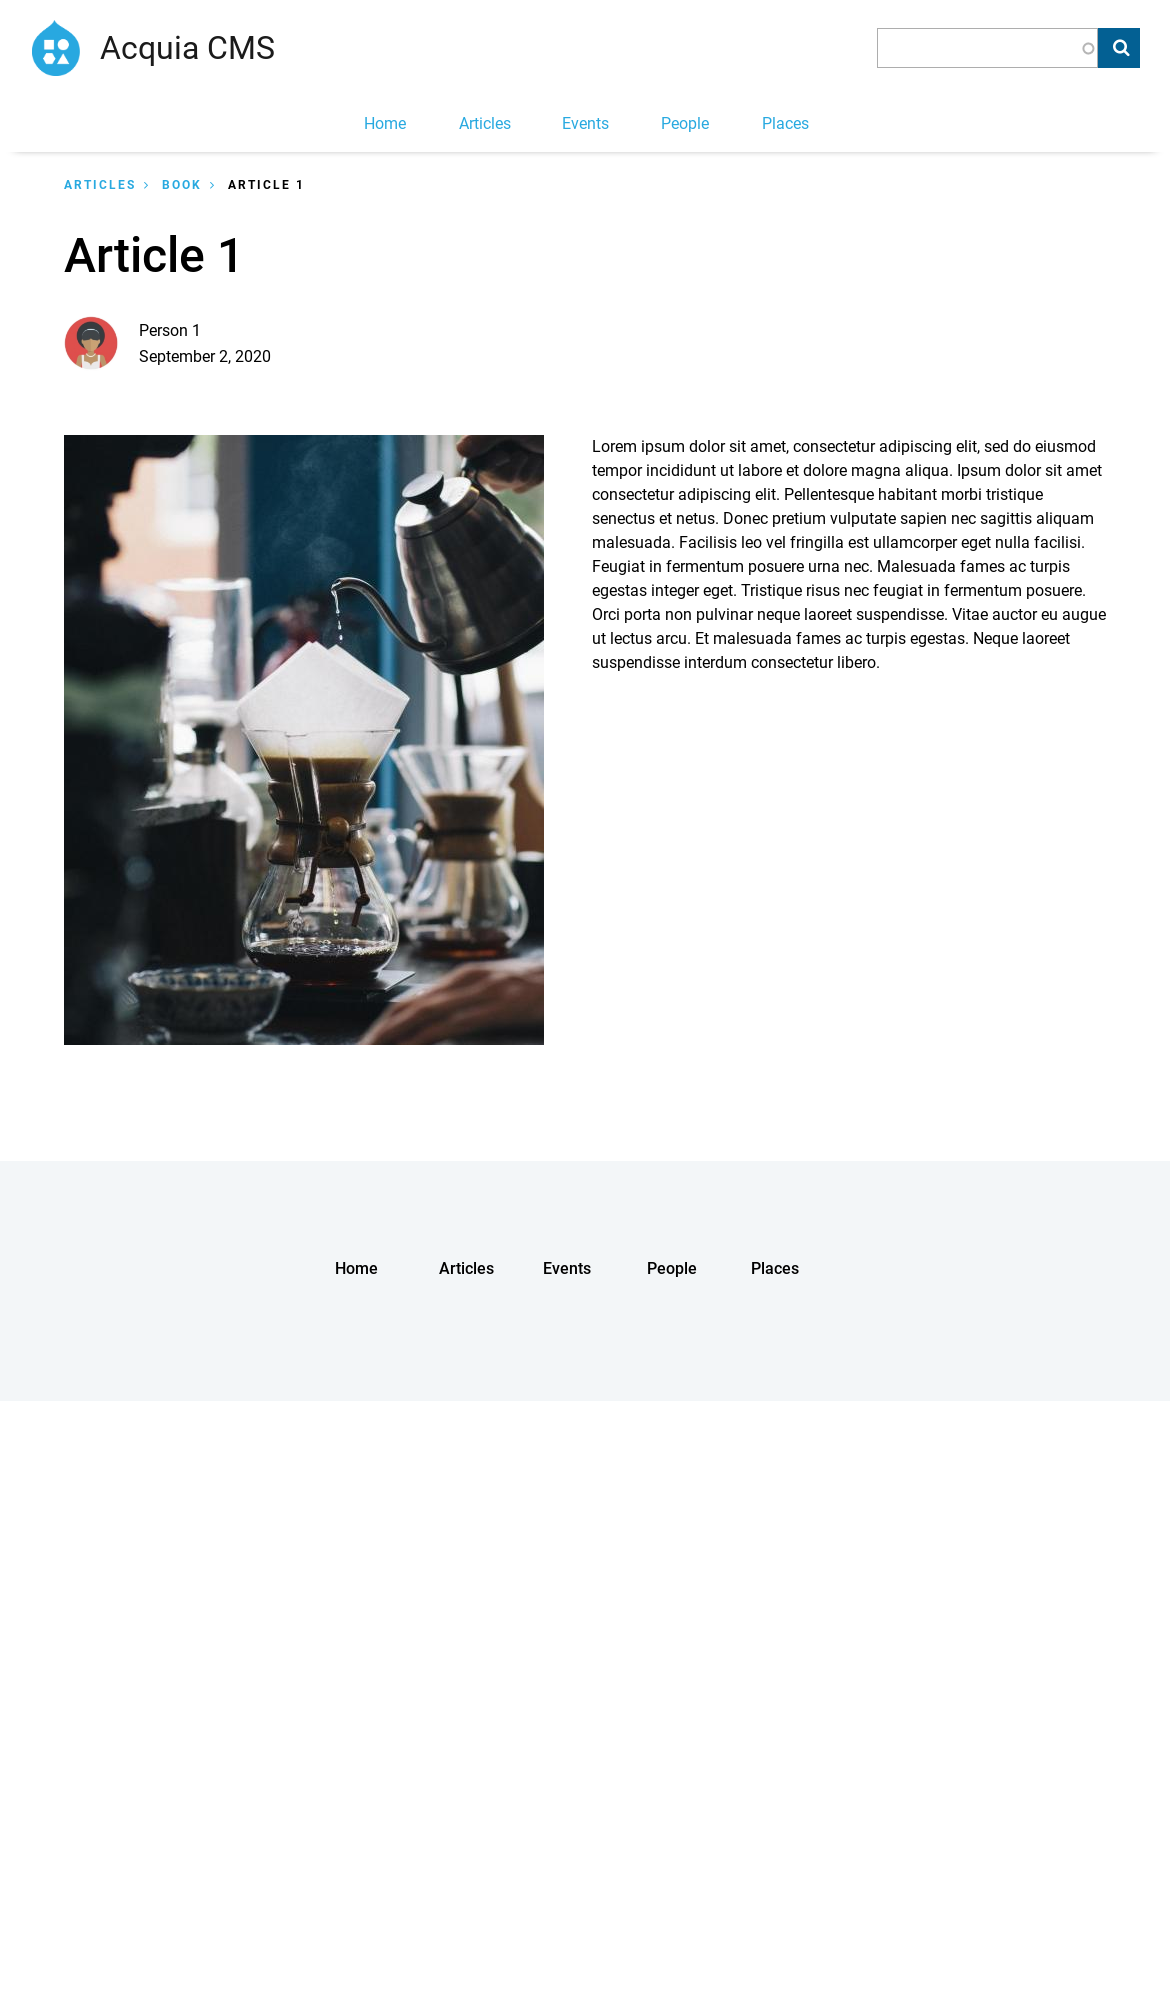 Acquia CMS
Home Articles Events People Places
ARTICLES > BOOK > ARTICLE 1
Article 1
Person 1
September 2, 2020
Lorem ipsum dolor sit amet, consectetur adipiscing elit, sed do eiusmod
tempor incididunt ut labore et dolore magna aliqua. Ipsum dolor sit amet
consectetur adipiscing elit. Pellentesque habitant morbi tristique
senectus et netus. Donec pretium vulputate sapien nec sagittis aliquam
malesuada. Facilisis leo vel fringilla est ullamcorper eget nulla facilisi.
Feugiat in fermentum posuere urna nec. Malesuada fames ac turpis
egestas integer eget. Tristique risus nec feugiat in fermentum posuere.
Orci porta non pulvinar neque laoreet suspendisse. Vitae auctor eu augue
ut lectus arcu. Et malesuada fames ac turpis egestas. Neque laoreet
suspendisse interdum consectetur libero.
Home Articles Events People Places